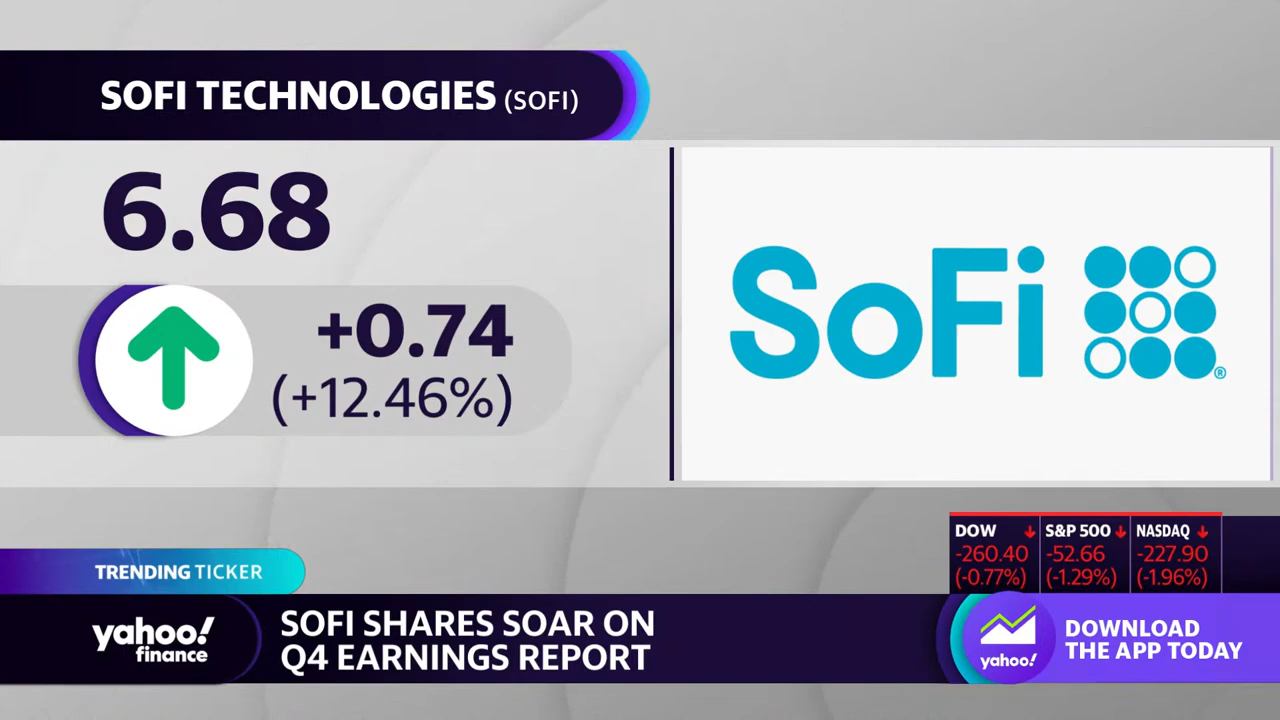 SOFI TECHNOLOGIES (SOFI)
6.68
+0.74
(+12.46%)
SoFi ®
DOW
-260.40
(-0.77%)
S&P 500
-52.66
(-1.29%)
NASDAQ
-227.90
(-1.96%)
TRENDING TICKER
yahoo!
finance
SOFI SHARES SOAR ON
Q4 EARNINGS REPORT
yahoo!
DOWNLOAD
THE APP TODAY